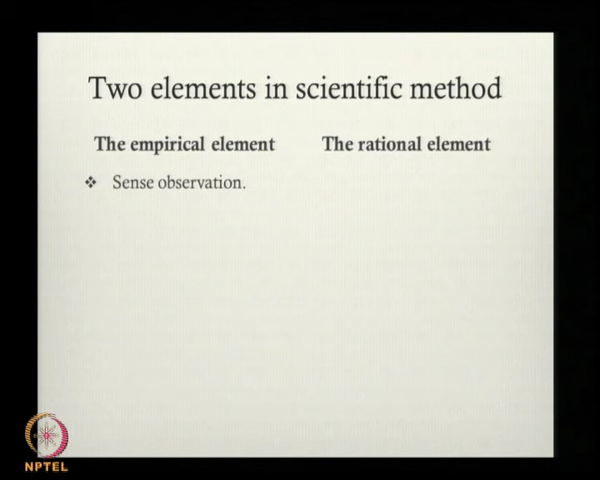 Two elements in scientific method
The empirical element
The rational element
❖ Sense observation.
NPTEL